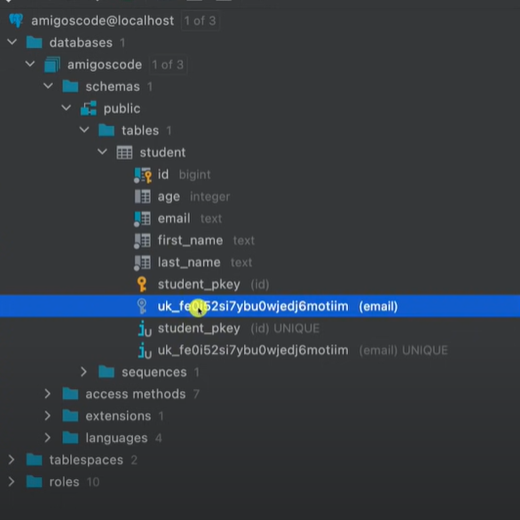 amigoscode@localhost 1 of 3
databases 1
amigoscode 1 of 3
schemas 1
public
tables 1
student
id bigint
age integer
email text
first_name text
last_name text
student_pkey (id)
uk_fe0i52si7ybu0wjedj6motiim (email)
student_pkey (id) UNIQUE
uk_fe0i52si7ybu0wjedj6motiim (email) UNIQUE
sequences 1
access methods 7
extensions 1
languages 4
tablespaces 2
roles 10